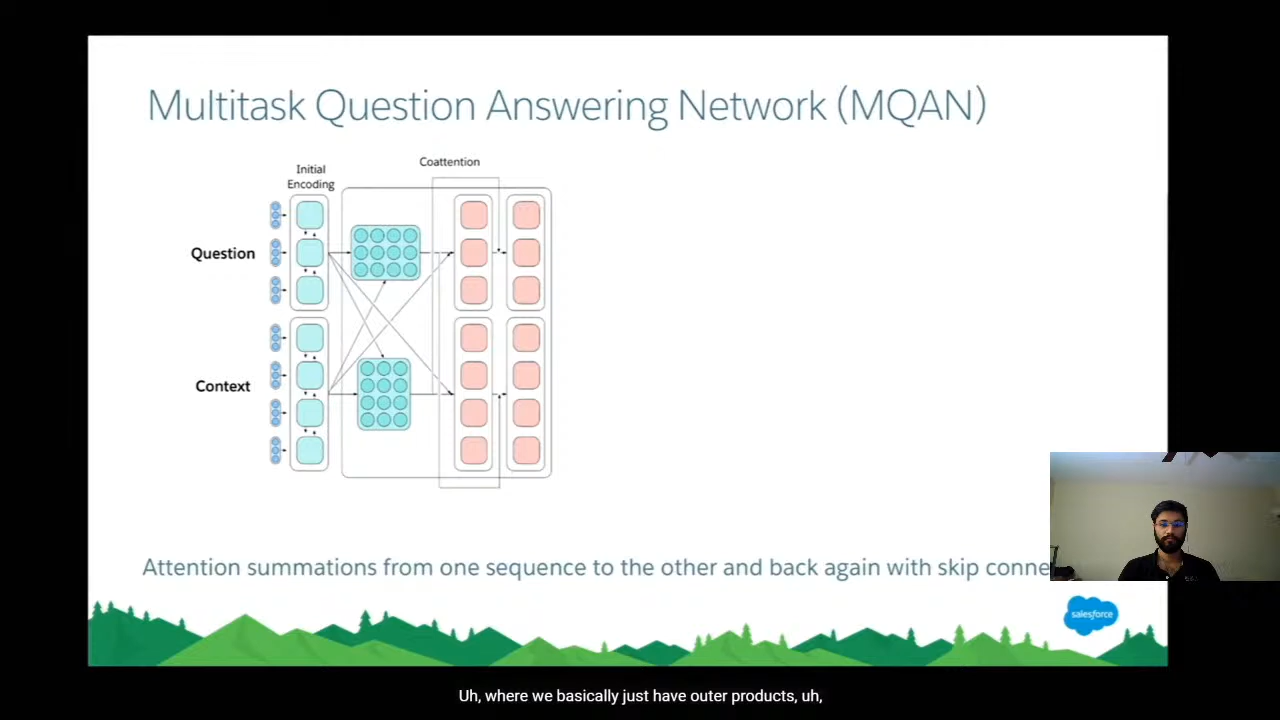 Multitask Question Answering Network (MQAN)
Coattention
Initial
Encoding
Question
Context
Attention summations from one sequence to the other and back again with skip conne
salesforce
Uh, where we basically just have outer products, uh,